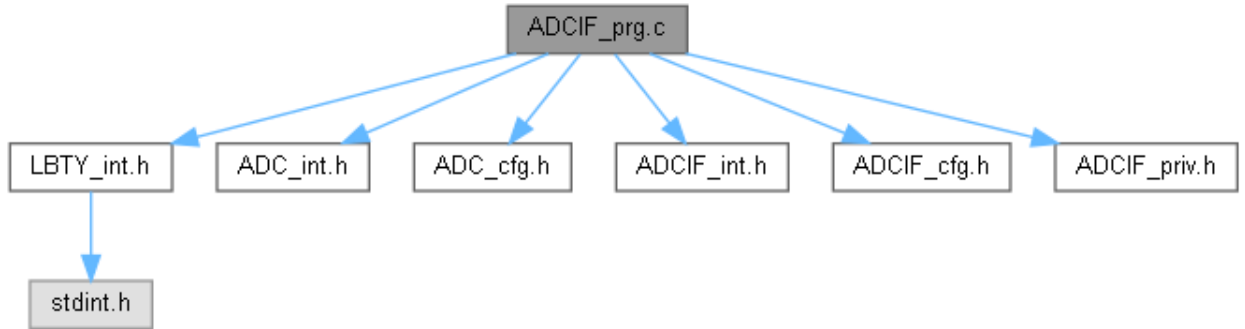 ADCIF_prg.c
LBTY_int.h
ADC_int.h
ADC_cfg.h
ADCIF_int.h
ADCIF_cfg.h
ADCIF_priv.h
stdint.h